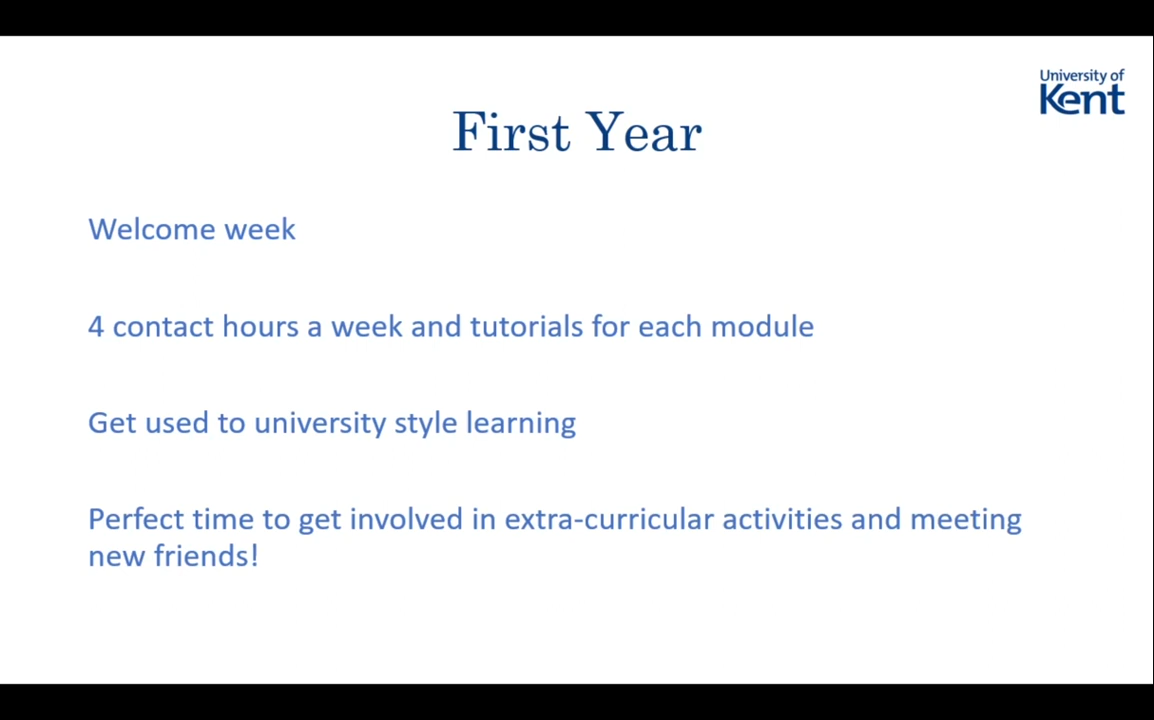 University of
Kent
First Year
Welcome week
4 contact hours a week and tutorials for each module
Get used to university style learning
Perfect time to get involved in extra-curricular activities and meeting
new friends!